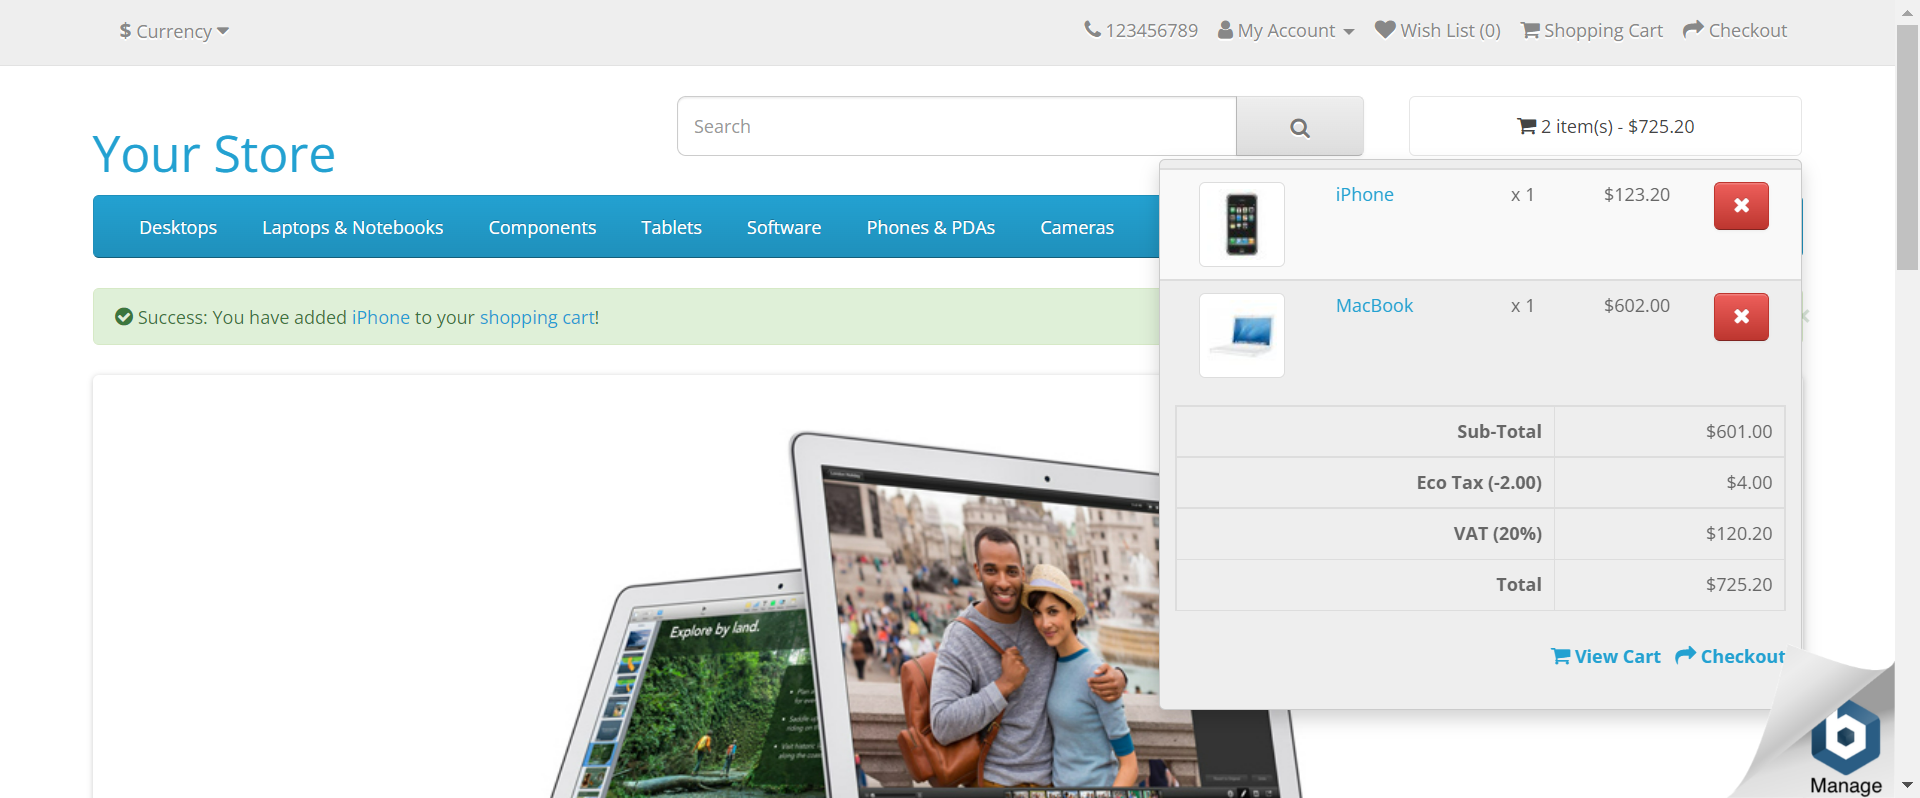 $ Currency
123456789 My Account Wish List (0) Shopping Cart Checkout
Your Store
Search
2 item(s) - $725.20
Desktops Laptops & Notebooks Components Tablets Software Phones & PDAs Cameras
iPhone x 1 $123.20
MacBook x 1 $602.00
Success: You have added iPhone to your shopping cart!
Sub-Total $601.00
Eco Tax (-2.00) $4.00
VAT (20%) $120.20
Total $725.20
View Cart Checkout
Explore by land.
Manage